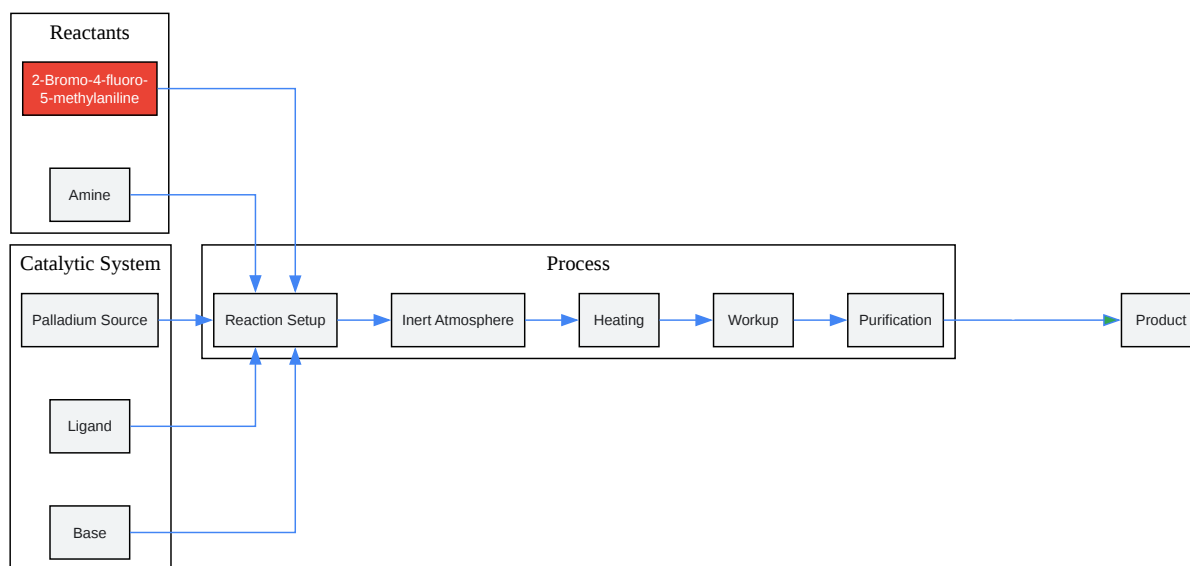 Reactants
2-Bromo-4-fluoro-
5-methylaniline
Amine
Catalytic System
Palladium Source
Ligand
Base
Process
Reaction Setup
Inert Atmosphere
Heating
Workup
Purification
Product